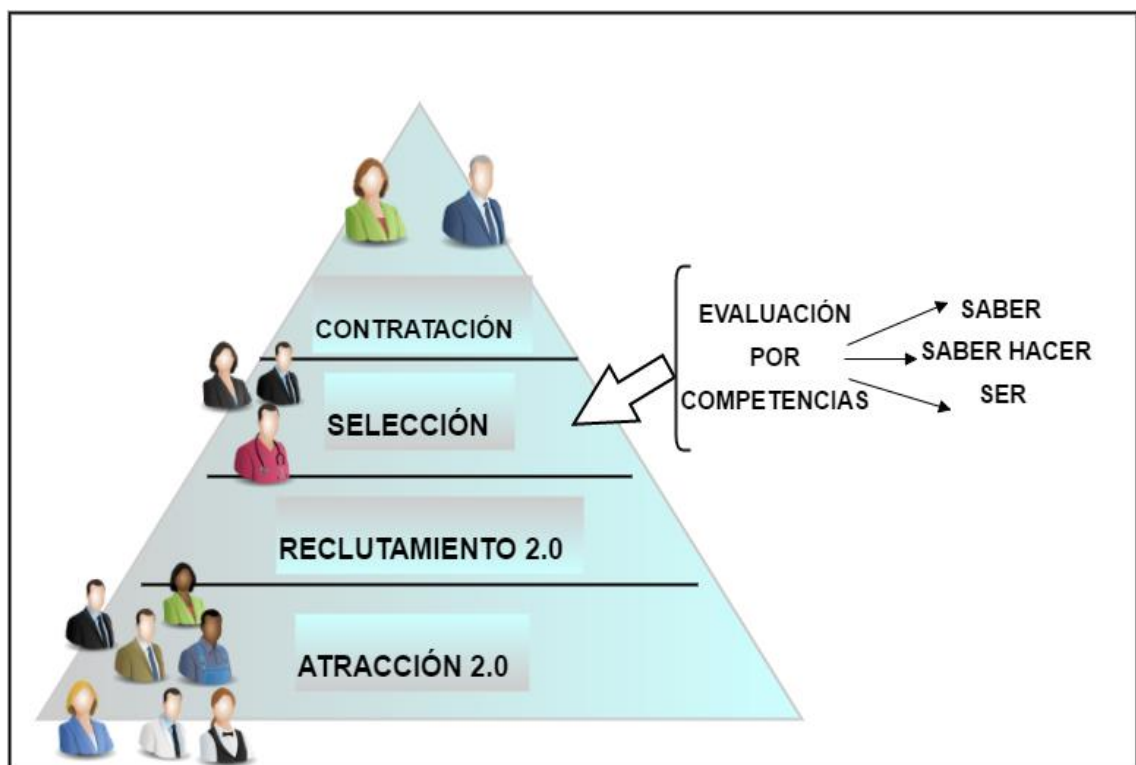 CONTRATACIÓN
SELECCIÓN
RECLUTAMIENTO 2.0
ATRACCIÓN 2.0
EVALUACIÓN
POR
COMPETENCIAS
SABER
SABER HACER
SER